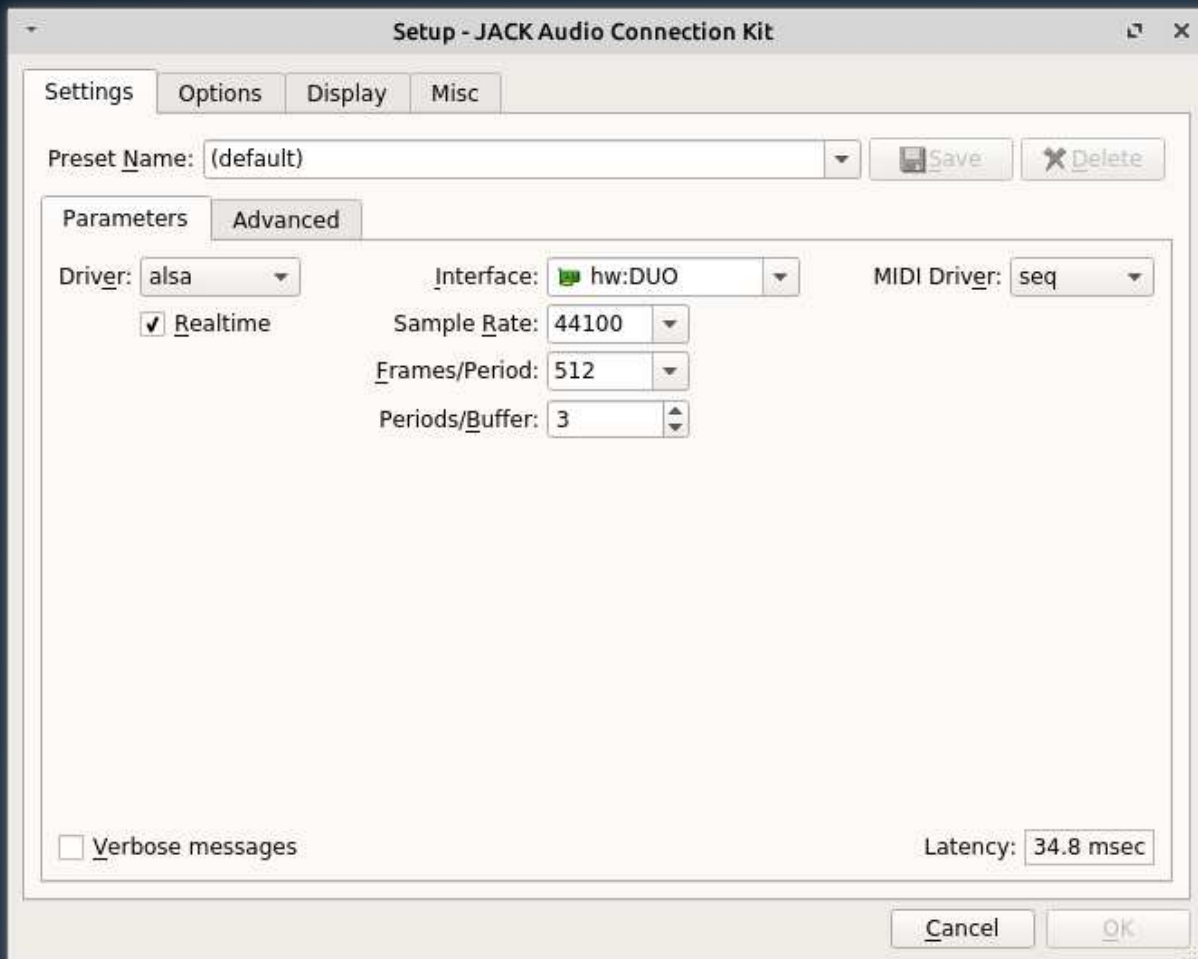 Setup - JACK Audio Connection Kit
Settings Options Display Misc
Preset Name: (default) Save Delete
Parameters Advanced
Driver: alsa Interface: hw:DUO MIDI Driver: seq
Realtime Sample Rate: 44100
Frames/Period: 512
Periods/Buffer: 3
Verbose messages Latency: 34.8 msec
Cancel OK